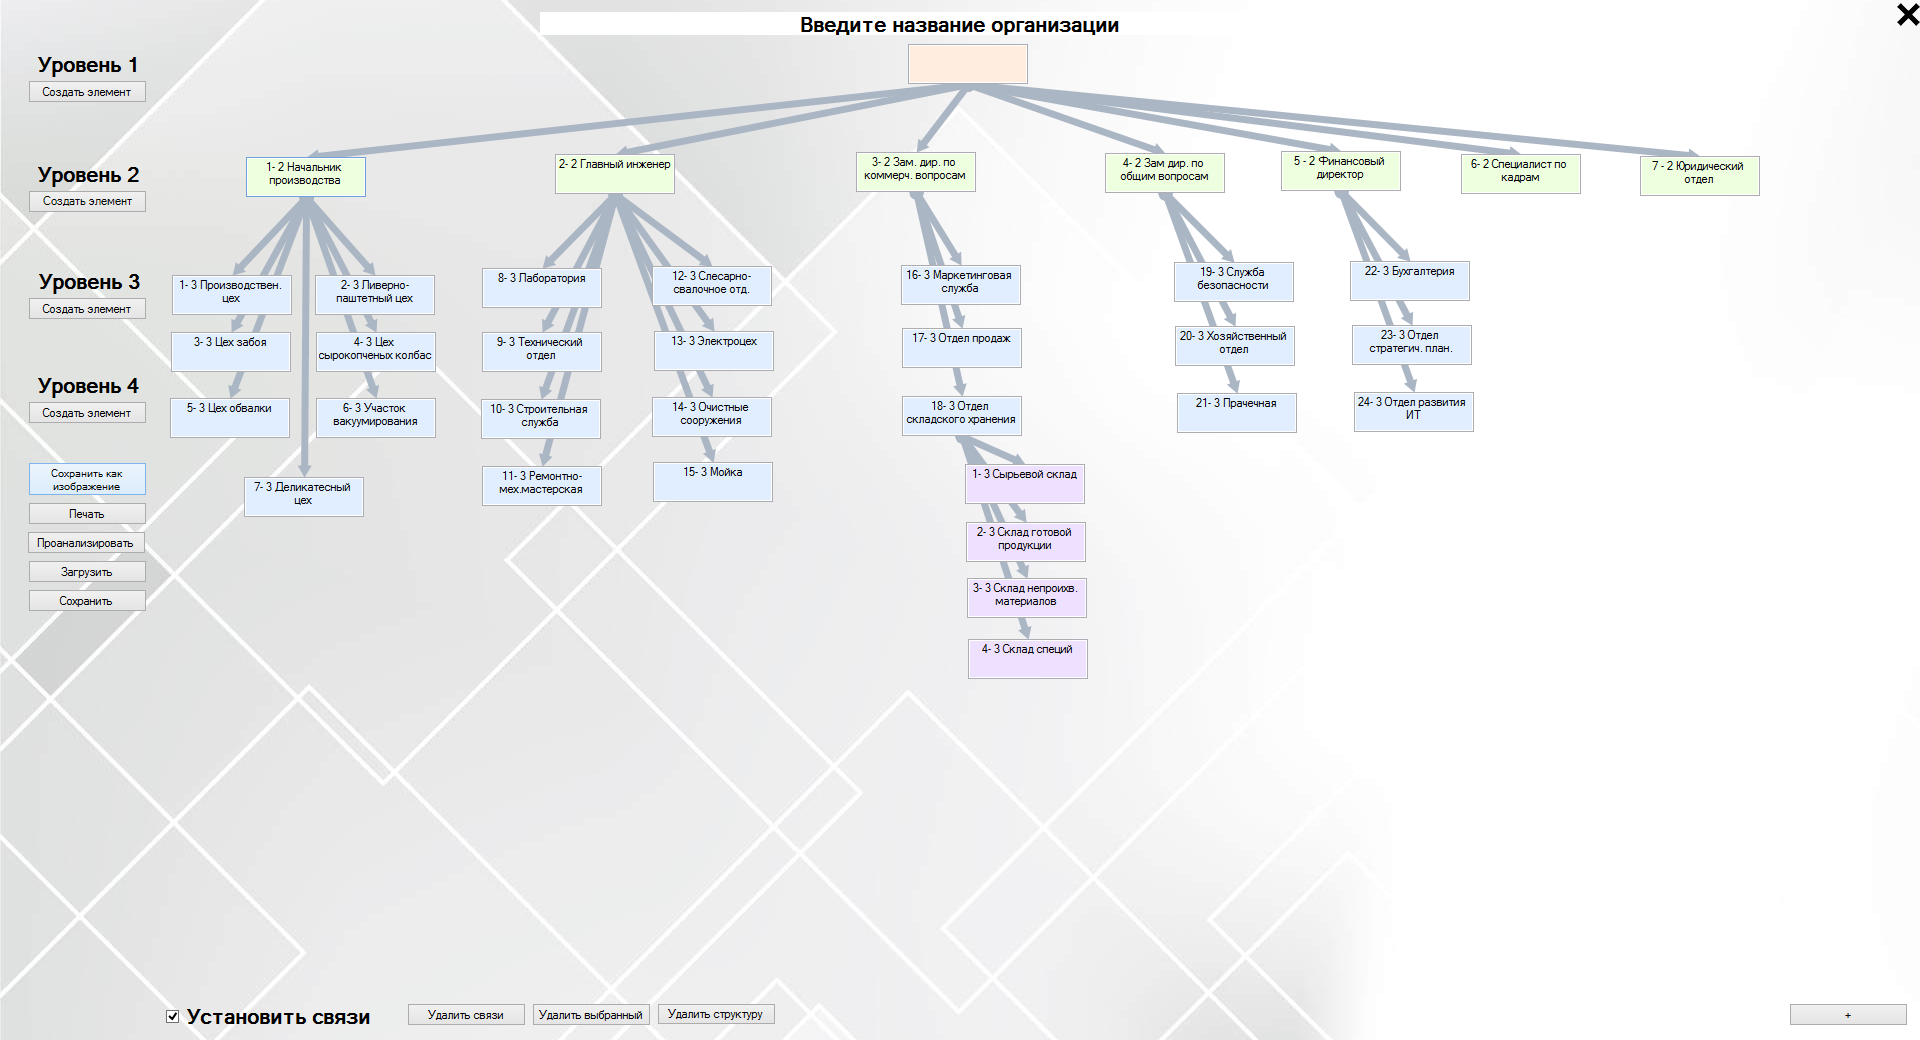 Введите название организации
Уровень 1
Создать элемент
Уровень 2
Создать элемент
1- 2 Начальник
производства
2- 2 Главный инженер
3- 2 Зам. дир. по
коммерч. вопросам
4- 2 Зам дир. по
общим вопросам
5 - 2 Финансовый
директор
6- 2 Специалист по
кадрам
7 - 2 Юридический
отдел
Уровень 3
Создать элемент
1- 3 Производствен.
цех
2- 3 Ливерно-
паштетный цех
8- 3 Лаборатория
12- 3 Слесарно-
свалочное отд.
16- 3 Маркетинговая
служба
19- 3 Служба
безопасности
22- 3 Бухгалтерия
3- 3 Цех забоя
4- 3 Цех
сырокопченых колбас
9- 3 Технический
отдел
13- 3 Электроцех
17- 3 Отдел продаж
20- 3 Хозяйственный
отдел
23- 3 Отдел
стратегич. план.
Уровень 4
Создать элемент
5- 3 Цех обвалки
6- 3 Участок
вакуумирования
10- 3 Строительная
служба
14- 3 Очистные
сооружения
18- 3 Отдел
складского хранения
21- 3 Прачечная
24- 3 Отдел развития
ИТ
7- 3 Деликатесный
цех
11- 3 Ремонтно-
мех.мастерская
15- 3 Мойка
1- 3 Сырьевой склад
2- 3 Склад готовой
продукции
3- 3 Склад непроихв.
материалов
4- 3 Склад специй
Сохранить как
изображение
Печать
Проанализировать
Загрузить
Сохранить
Установить связи
Удалить связи
Удалить выбранный
Удалить структуру
+